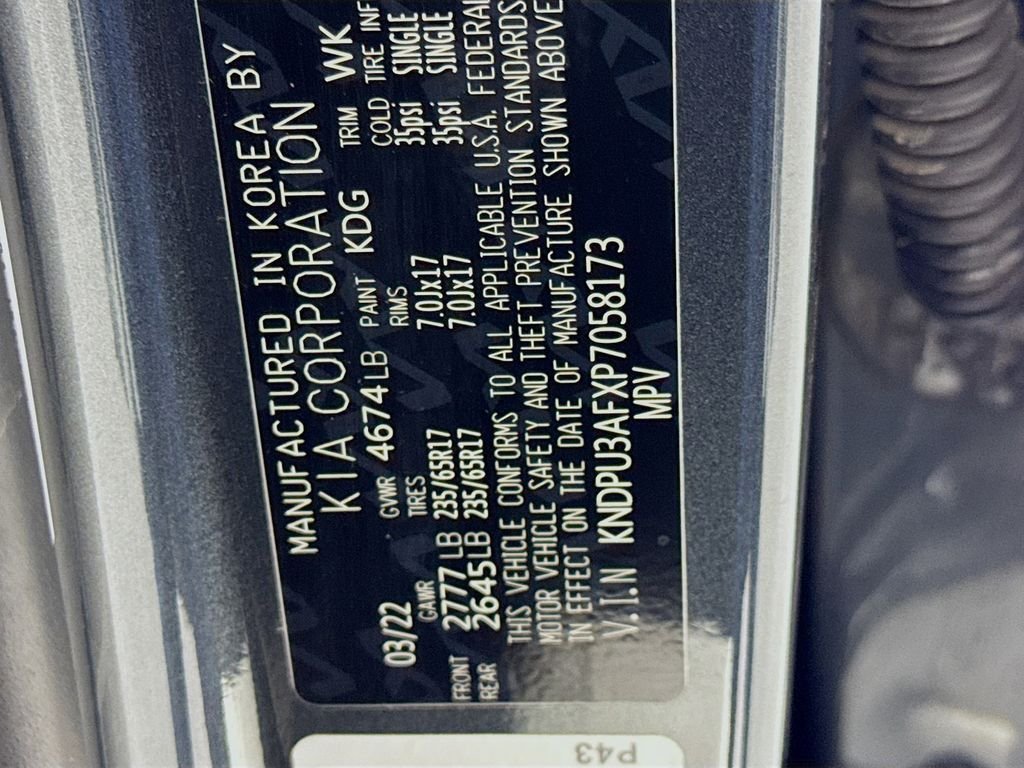 MANUFACTURED IN KOREA BY
KIA CORPORATION
03/22 GVWR 4674LB PAINT KDG TRIM WK
GAWR TIRES RIMS COLD TIRE INF
FRONT 2777LB 235/65R17 7.0JX17 35psi SINGLE
REAR 2645LB 235/65R17 7.0JX17 35psi SINGLE
THIS VEHICLE CONFORMS TO ALL APPLICABLE U.S.A. FEDERAL
MOTOR VEHICLE SAFETY AND THEFT PREVENTION STANDARDS
IN EFFECT ON THE DATE OF MANUFACTURE SHOWN ABOVE
V.I.N KNDPU3AFXP7058173
MPV
P43